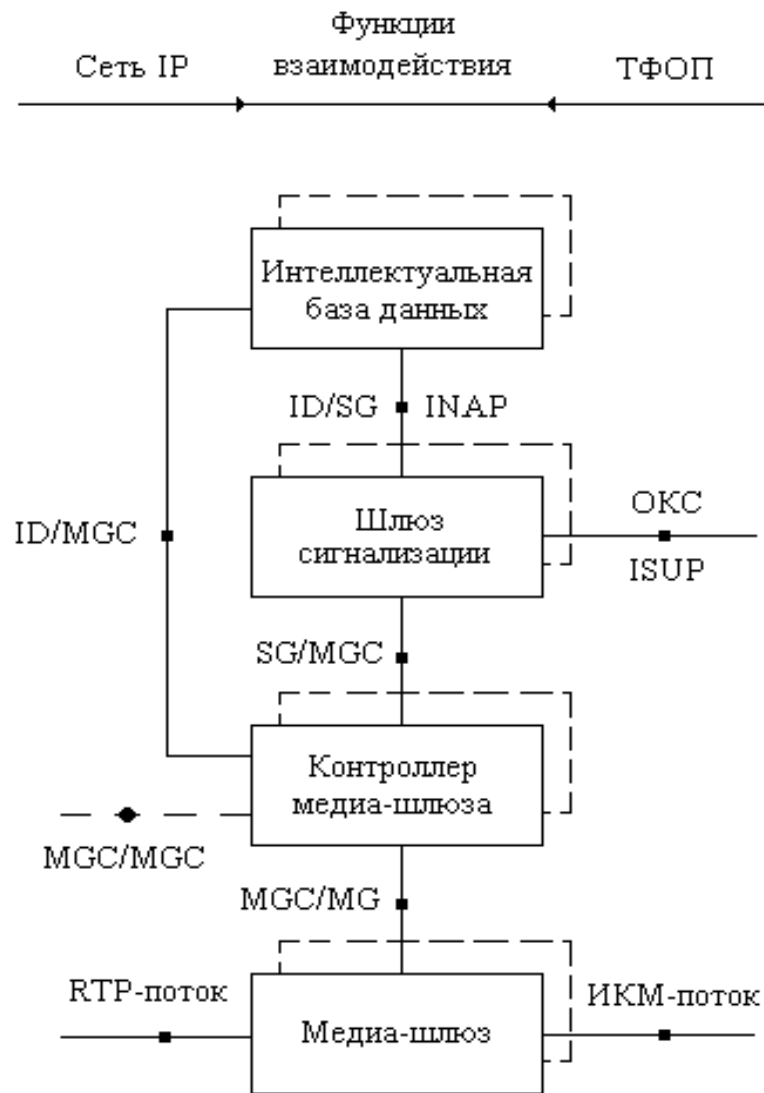 Функции
Сеть IP
взаимодействия
ТФОП
Интеллектуальная
база данных
ID/SG
INAP
ОКС
Шлюз
сигнализации
ID/MGC
ISUP
SG/MGC
Контроллер
медиа-шлюза
MGC/MGC
MGC/MG
RTP-поток
ИКМ-поток
Медиа-шлюз